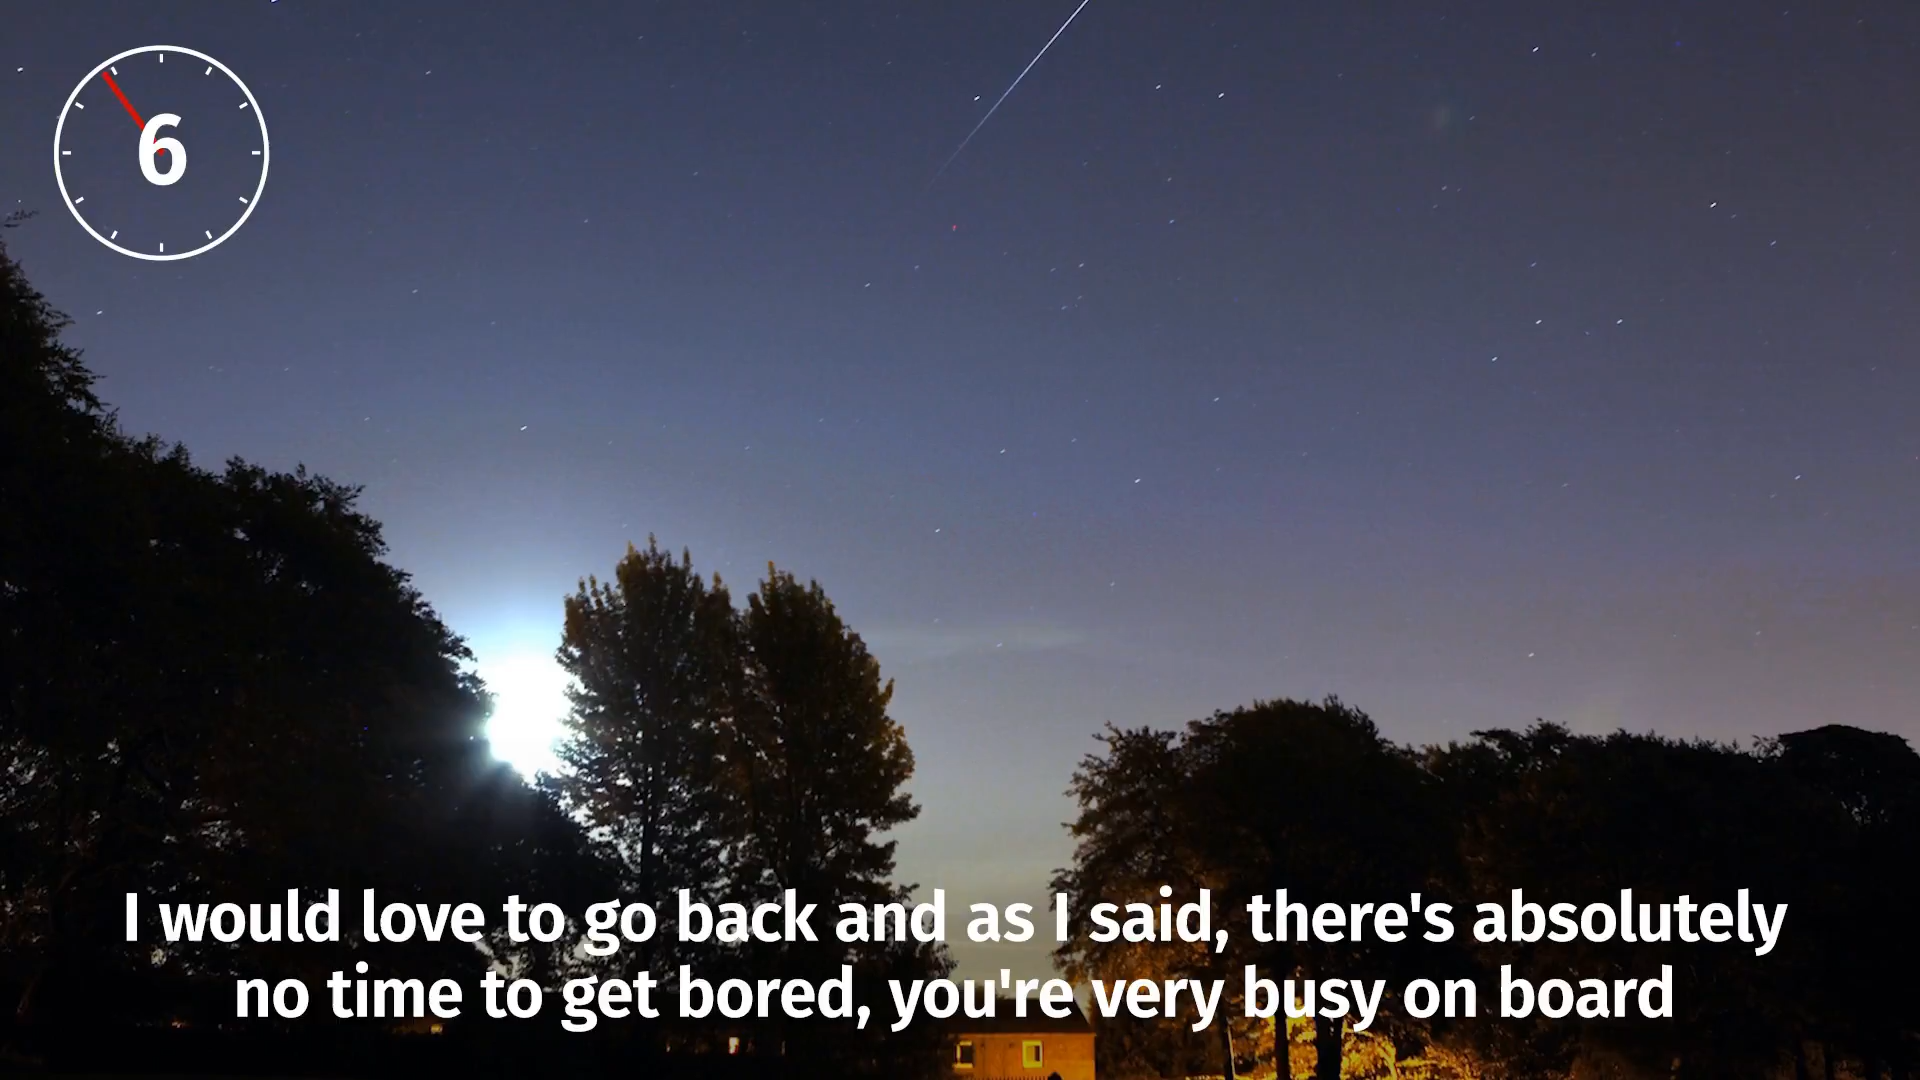 6
I would love to go back and as I said, there's absolutely
no time to get bored, you're very busy on board